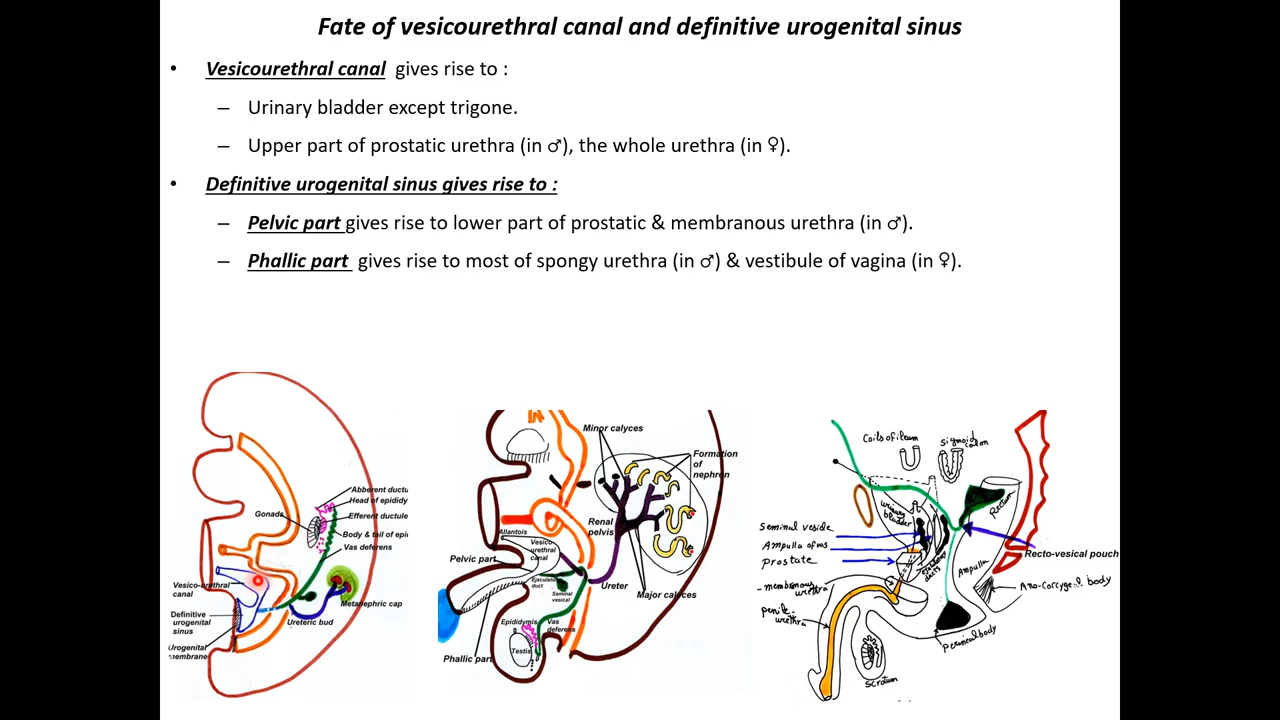 Fate of vesicourethral canal and definitive urogenital sinus
• Vesicourethral canal gives rise to :
– Urinary bladder except trigone.
– Upper part of prostatic urethra (in ♂), the whole urethra (in ♀).
• Definitive urogenital sinus gives rise to :
– Pelvic part gives rise to lower part of prostatic & membranous urethra (in ♂).
– Phallic part gives rise to most of spongy urethra (in ♂) & vestibule of vagina (in ♀).
Abberent ductu
Head of epididy
Gonads
Efferent ductule
Body & tail of epi
Vas deferens
Vesico-urethral
canal
Metanephric cap
Definitive
urogenital
sinus
Ureteric bud
Urogenital
membrane
Minor calyces
Formation
of
nephron
Renal
pelvis
Allantois
Vesico
urethral
canal
Pelvic part
Ejaculatory
duct
Seminal
vesical
Ureter
Major calyces
Epididymis
Vas
deferens
Testis
Phallic part
Coils of ileum
Sigmoid
colon
urinary
bladder
Rectum
Seminal veside
Ampulla of vas
prostate
Recto-vesical pouch
Ampulla
Ano-coccygeal body
membranous
urethra
penile
urethra
Perineal body
Scrotum